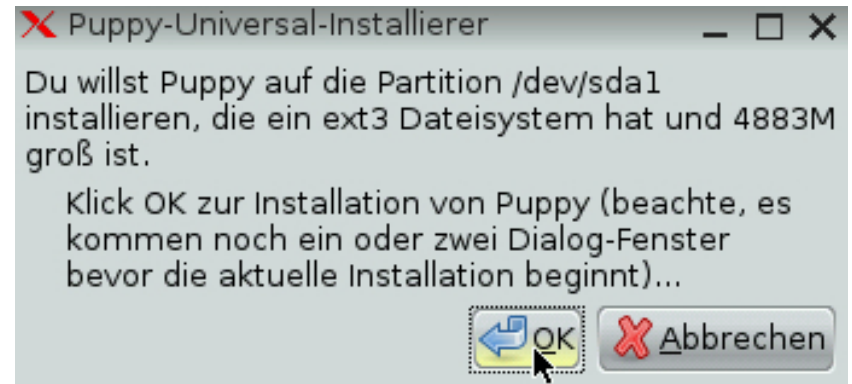 Puppy-Universal-Installierer
Du willst Puppy auf die Partition /dev/sda1
installieren, die ein ext3 Dateisystem hat und 4883M
groß ist.
Klick OK zur Installation von Puppy (beachte, es
kommen noch ein oder zwei Dialog-Fenster
bevor die aktuelle Installation beginnt)...
OK Abbrechen